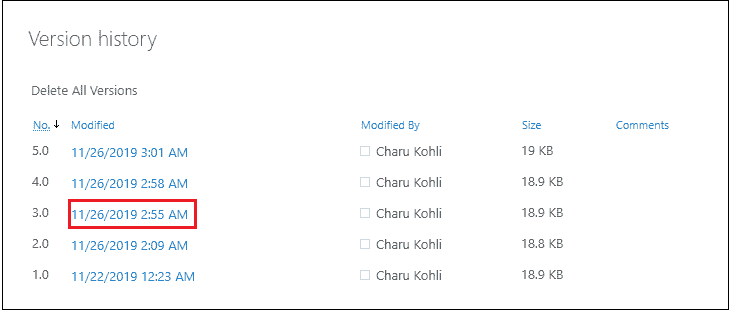 Version history
Delete All Versions
No. Modified Modified By Size Comments
5.0 11/26/2019 3:01 AM Charu Kohli 19 KB
4.0 11/26/2019 2:58 AM Charu Kohli 18.9 KB
3.0 11/26/2019 2:55 AM Charu Kohli 18.9 KB
2.0 11/26/2019 2:09 AM Charu Kohli 18.8 KB
1.0 11/22/2019 12:23 AM Charu Kohli 18.9 KB